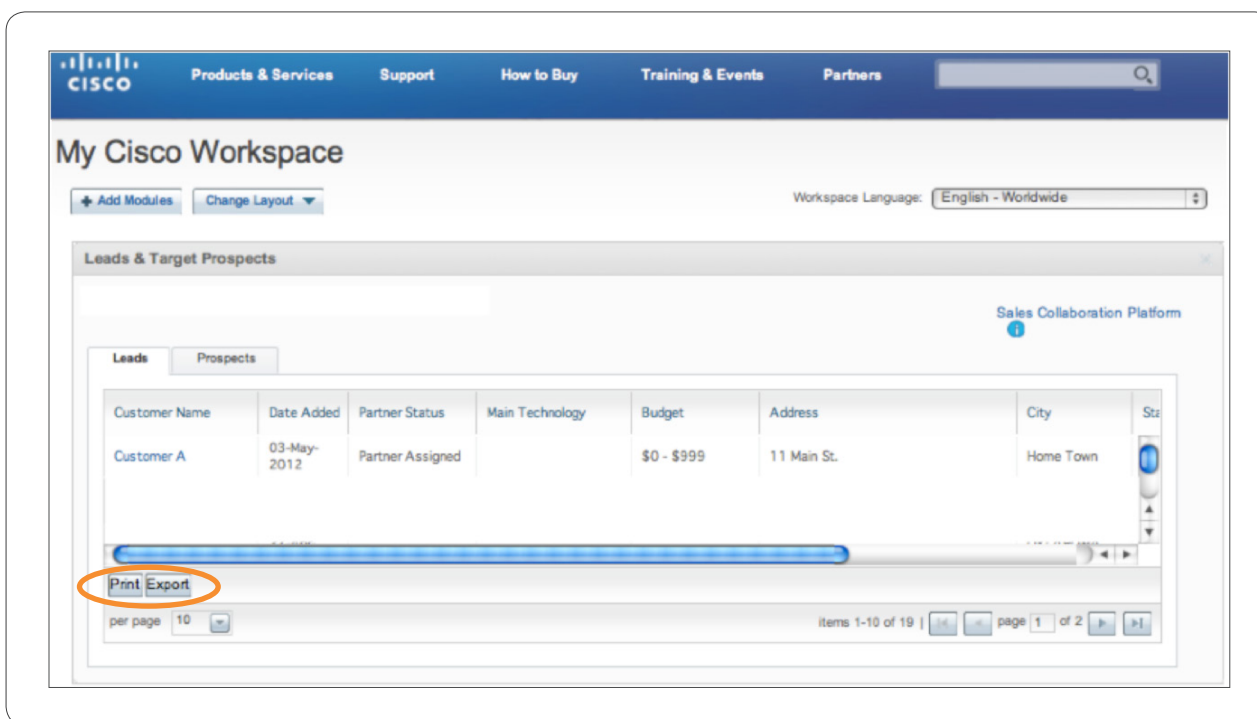 CISCO Products & Services Support How to Buy Training & Events Partners
My Cisco Workspace
Add Modules Change Layout Workspace Language: English - Worldwide
Leads & Target Prospects
Sales Collaboration Platform
i
Leads Prospects
Customer Name Date Added Partner Status Main Technology Budget Address City Sta
Customer A 03-May-2012 Partner Assigned $0 - $999 11 Main St. Home Town
Print Export
per page 10 items 1-10 of 19 | page 1 of 2